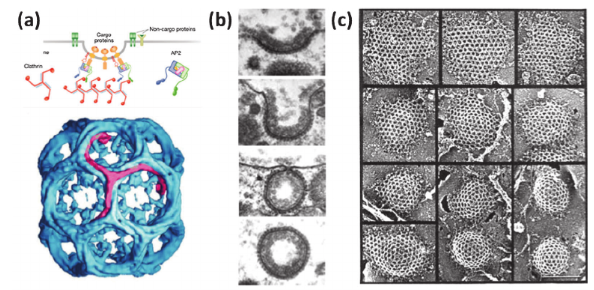 (a)
Cargo
proteins
Non-cargo proteins
Clathrin
AP2
(b)
(c)